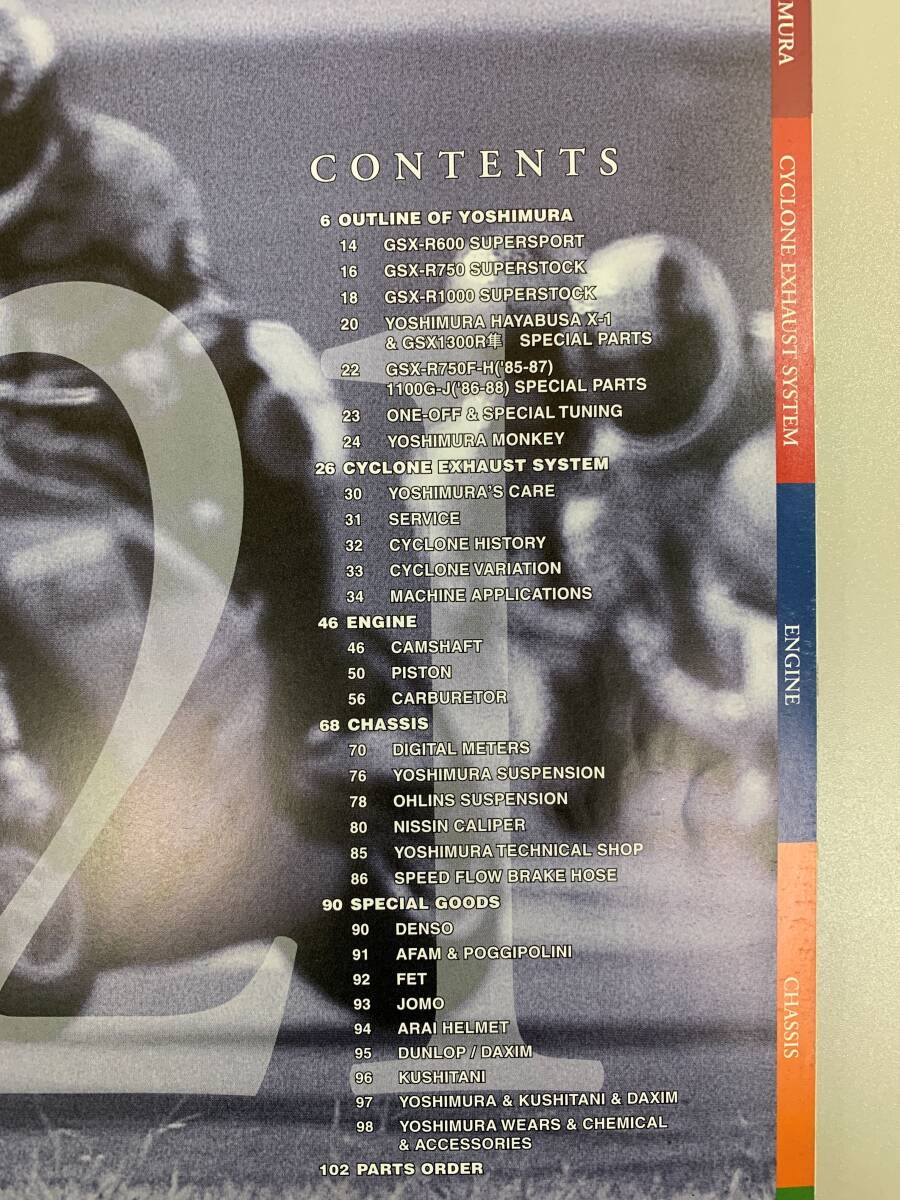 CONTENTS
6 OUTLINE OF YOSHIMURA
14 GSX-R600 SUPERSPORT
16 GSX-R750 SUPERSTOCK
18 GSX-R1000 SUPERSTOCK
20 YOSHIMURA HAYABUSA X-1
& GSX1300R隼 SPECIAL PARTS
22 GSX-R750F-H('85-87)
1100G-J('86-88) SPECIAL PARTS
23 ONE-OFF & SPECIAL TUNING
24 YOSHIMURA MONKEY
26 CYCLONE EXHAUST SYSTEM
30 YOSHIMURA'S CARE
31 SERVICE
32 CYCLONE HISTORY
33 CYCLONE VARIATION
34 MACHINE APPLICATIONS
46 ENGINE
46 CAMSHAFT
50 PISTON
56 CARBURETOR
68 CHASSIS
70 DIGITAL METERS
76 YOSHIMURA SUSPENSION
78 OHLINS SUSPENSION
80 NISSIN CALIPER
85 YOSHIMURA TECHNICAL SHOP
86 SPEED FLOW BRAKE HOSE
90 SPECIAL GOODS
90 DENSO
91 AFAM & POGGIPOLINI
92 FET
93 JOMO
94 ARAI HELMET
95 DUNLOP / DAXIM
96 KUSHITANI
97 YOSHIMURA & KUSHITANI & DAXIM
98 YOSHIMURA WEARS & CHEMICAL
& ACCESSORIES
102 PARTS ORDER
21
MURA
CYCLONE EXHAUST SYSTEM
ENGINE
CHASSIS